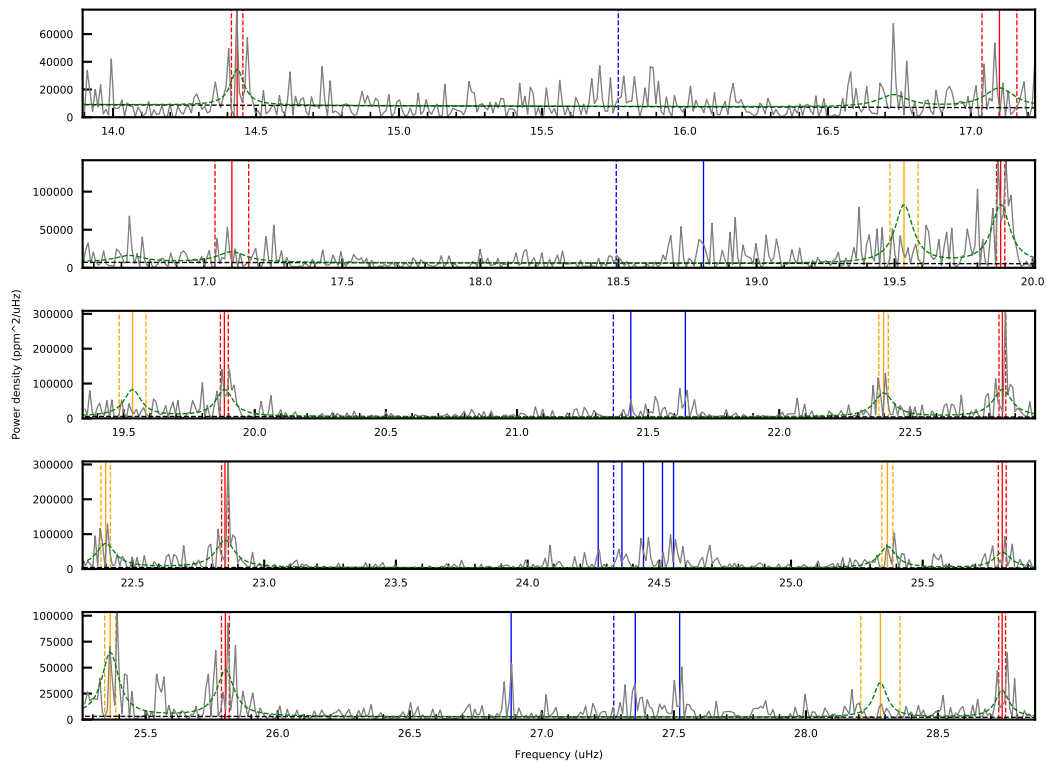 60000
40000
20000
0
14.0 14.5 15.0 15.5 16.0 16.5 17.0
100000
50000
0
17.0 17.5 18.0 18.5 19.0 19.5 20.0
300000
200000
100000
0
19.5 20.0 20.5 21.0 21.5 22.0 22.5
Power density (ppm^2/uHz)
300000
200000
100000
0
22.5 23.0 23.5 24.0 24.5 25.0 25.5
100000
75000
50000
25000
0
25.5 26.0 26.5 27.0 27.5 28.0 28.5
Frequency (uHz)